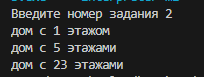 Введите номер задания 2
дом с 1 этажом
дом с 5 этажами
дом с 23 этажами